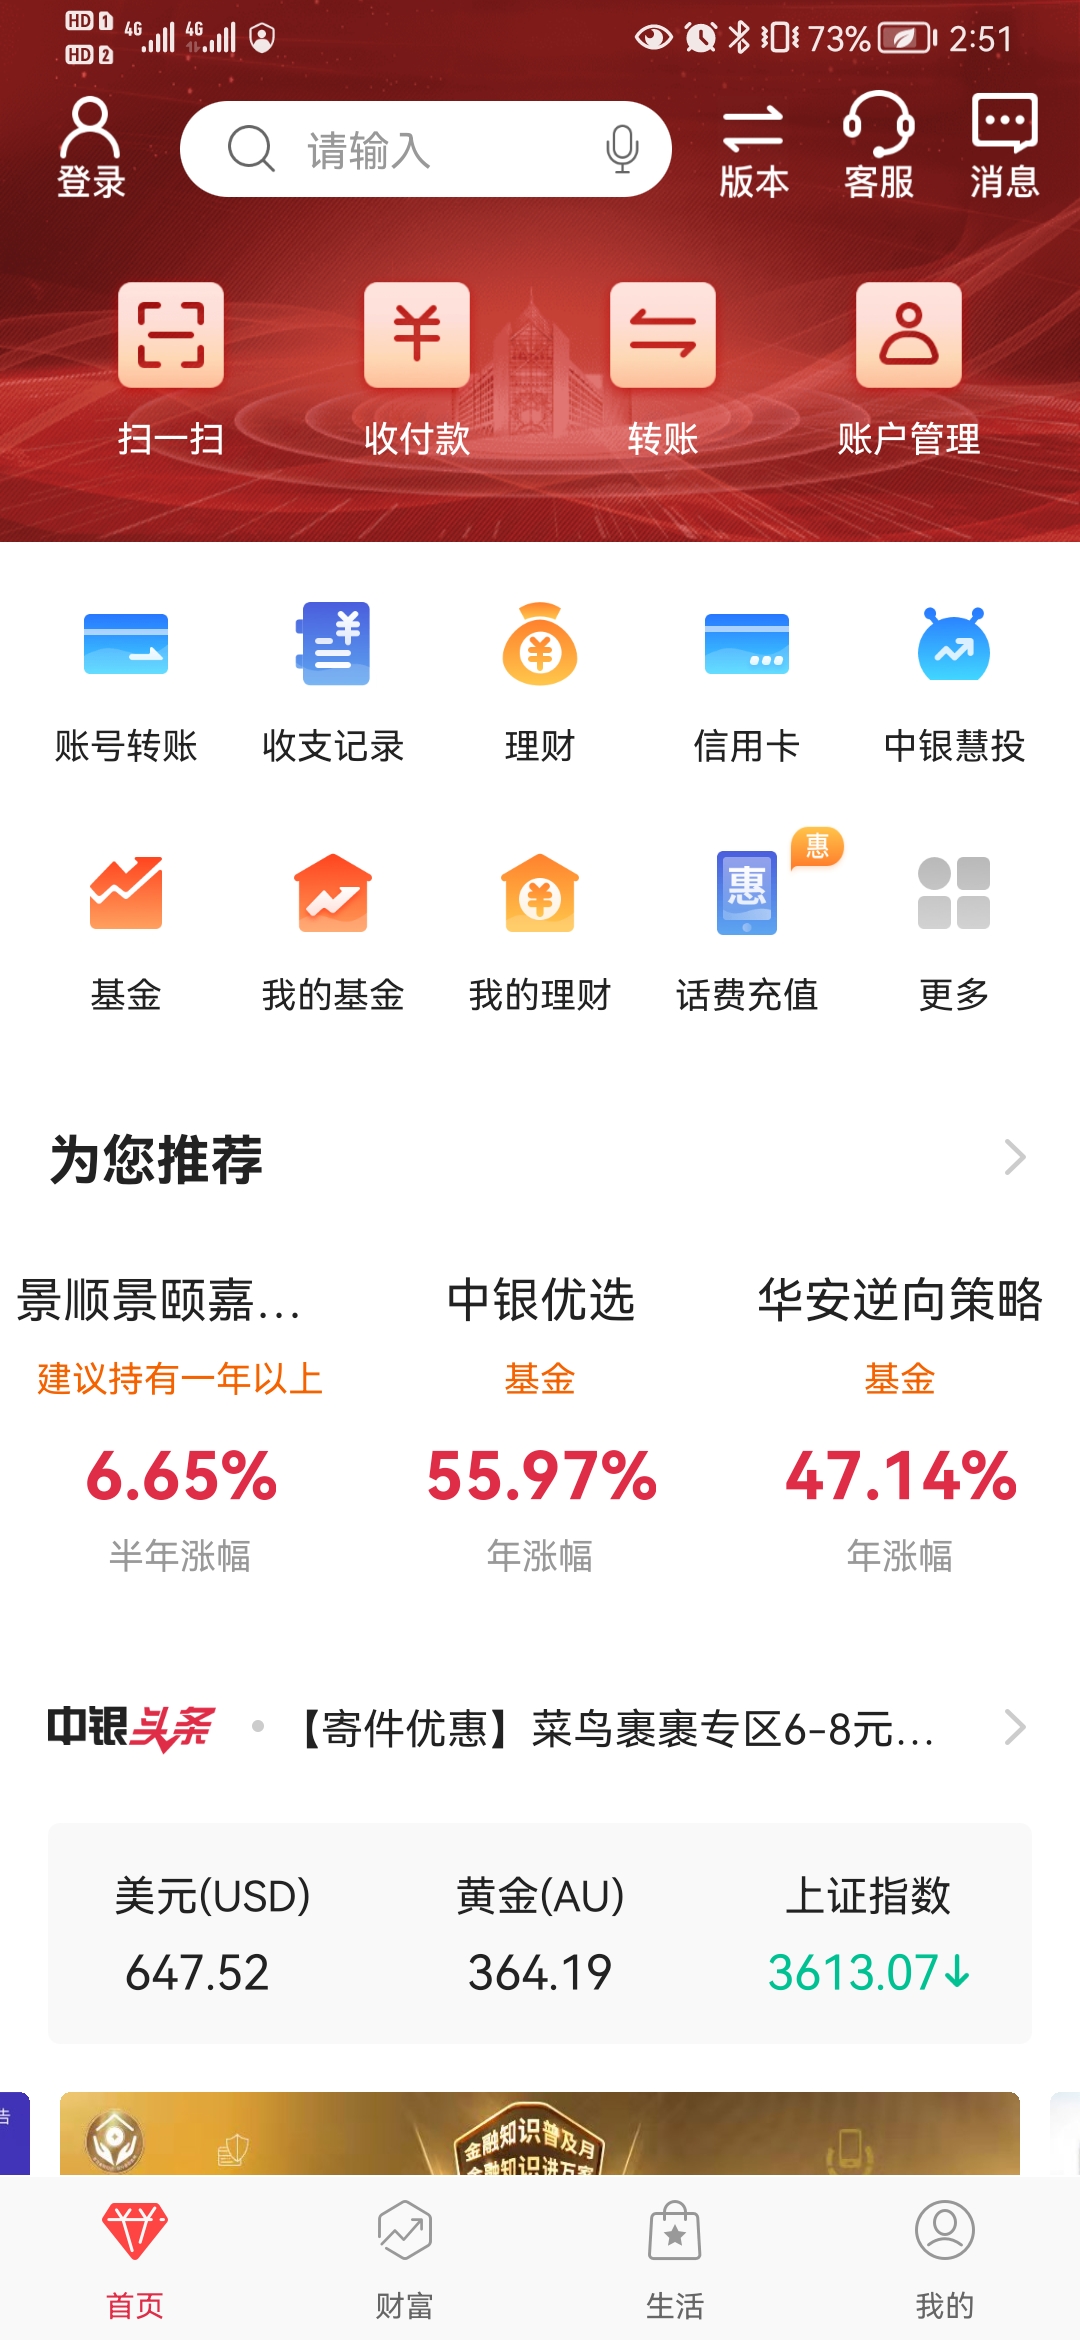 HD 1 4G 4G 73% 2:51
HD 2
请输入
登录 版本 客服 消息
扫一扫 收付款 转账 账户管理
账号转账 收支记录 理财 信用卡 中银慧投
惠
惠
基金 我的基金 我的理财 话费充值 更多
为您推荐
景顺景颐嘉... 中银优选 华安逆向策略
建议持有一年以上 基金 基金
6.65% 55.97% 47.14%
半年涨幅 年涨幅 年涨幅
中银头条 【寄件优惠】菜鸟裹裹专区6-8元...
美元(USD) 黄金(AU) 上证指数
647.52 364.19 3613.07↓
告
金融知识普及月
金融知识进万家
首页 财富 生活 我的